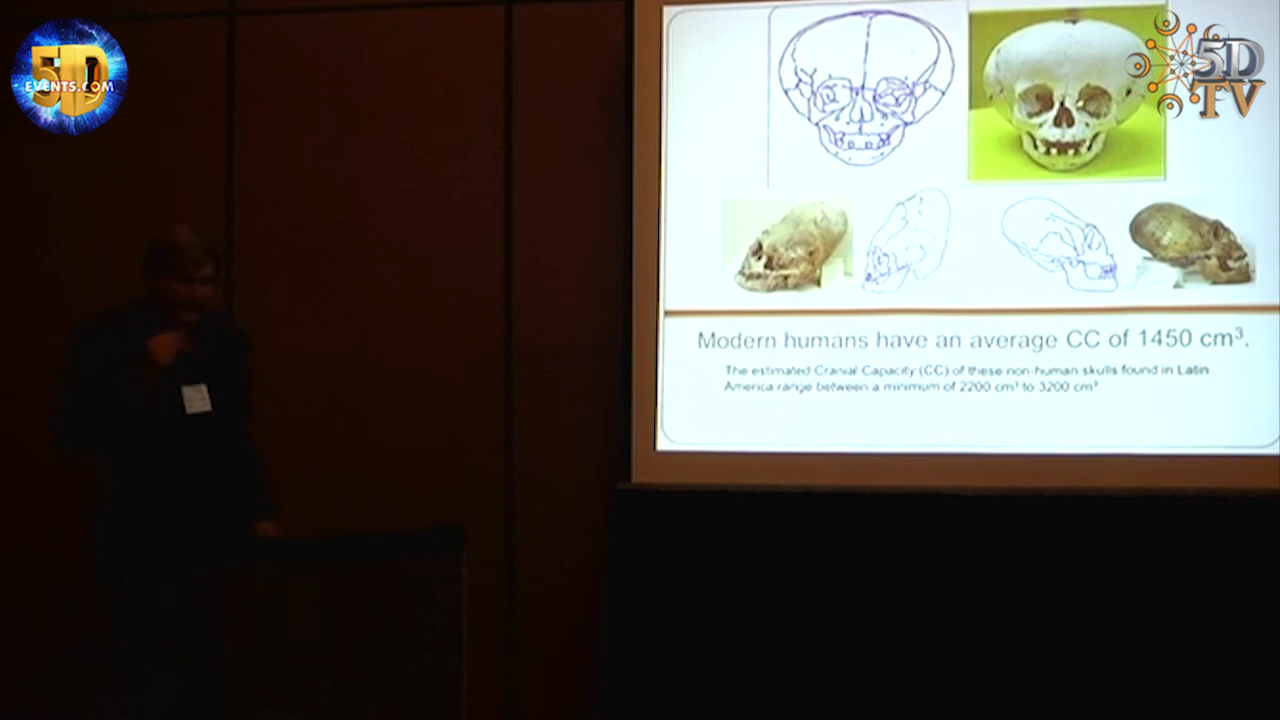 5D
EVENTS.COM
5D
TV
Modern humans have an average CC of 1450 cm³.
The estimated Cranial Capacity (CC) of these non-human skulls found in Latin
America range between a minimum of 2200 cm³ to 3200 cm³.